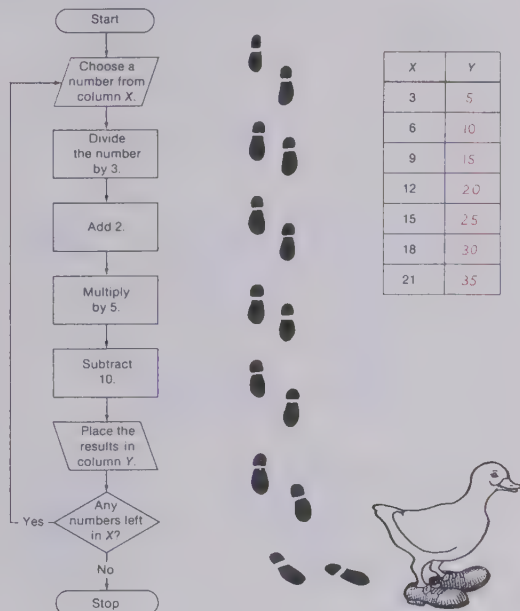 Start
Choose a
number from
column X.
Divide
the number
by 3.
Add 2.
Multiply
by 5.
Subtract
10.
Place the
results in
column Y.
Any
numbers left
in X?
Yes
No
Stop
X Y
3 5
6 10
9 15
12 20
15 25
18 30
21 35